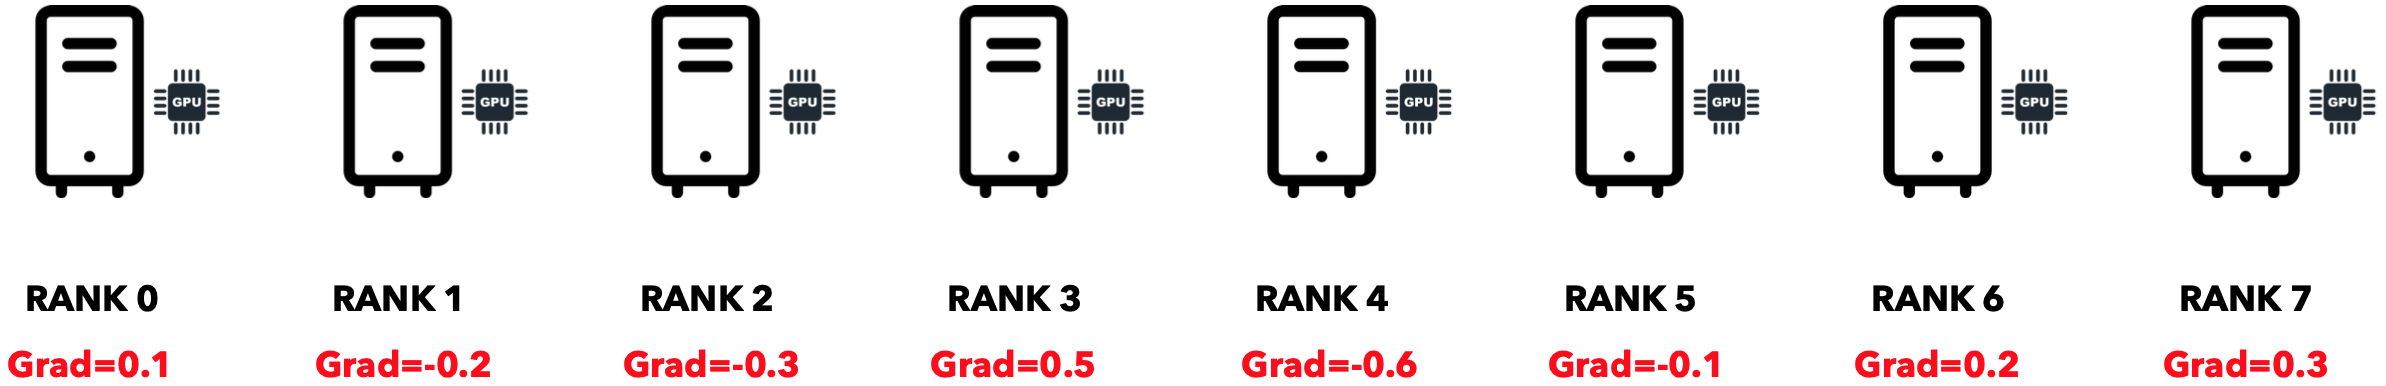 GPU GPU GPU GPU GPU GPU GPU GPU
RANK 0 RANK 1 RANK 2 RANK 3 RANK 4 RANK 5 RANK 6 RANK 7
Grad=0.1 Grad=-0.2 Grad=-0.3 Grad=0.5 Grad=-0.6 Grad=-0.1 Grad=0.2 Grad=0.3